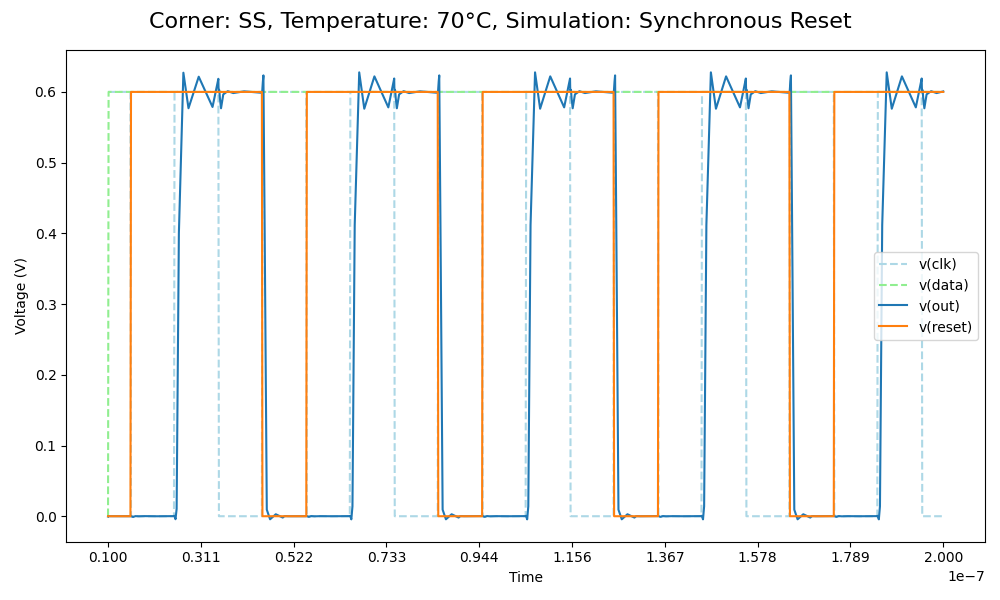 Corner: SS, Temperature: 70°C, Simulation: Synchronous Reset
Voltage (V)
0.6
0.5
0.4
0.3
0.2
0.1
0.0
v(clk)
v(data)
v(out)
v(reset)
0.100 0.311 0.522 0.733 0.944 1.156 1.367 1.578 1.789 2.000
1e−7
Time